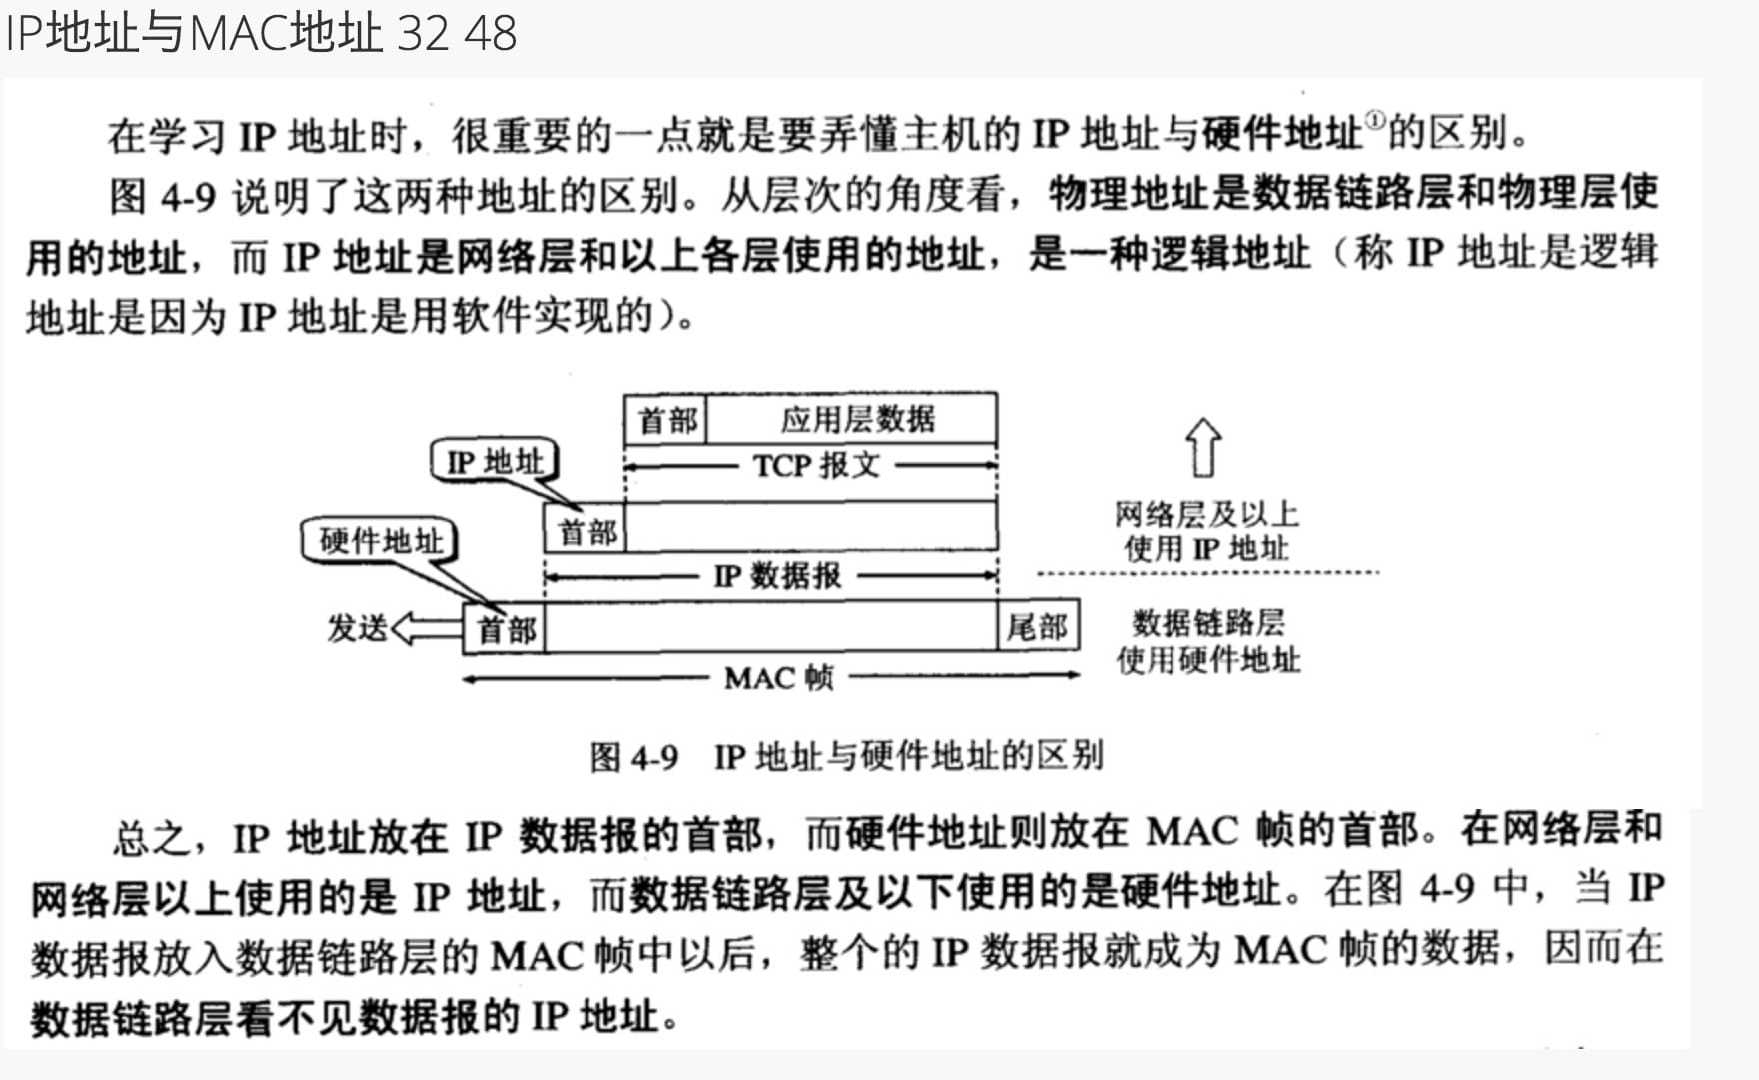 IP地址与MAC地址 32 48
在学习 IP 地址时，很重要的一点就是要弄懂主机的 IP 地址与硬件地址①的区别。
图 4-9 说明了这两种地址的区别。从层次的角度看，物理地址是数据链路层和物理层使
用的地址，而 IP 地址是网络层和以上各层使用的地址，是一种逻辑地址（称 IP 地址是逻辑
地址是因为 IP 地址是用软件实现的）。
首部 应用层数据
IP 地址
TCP 报文
首部
网络层及以上
使用 IP 地址
硬件地址
IP 数据报
发送
首部
尾部
数据链路层
使用硬件地址
MAC 帧
图 4-9 IP 地址与硬件地址的区别
总之，IP 地址放在 IP 数据报的首部，而硬件地址则放在 MAC 帧的首部。在网络层和
网络层以上使用的是 IP 地址，而数据链路层及以下使用的是硬件地址。在图 4-9 中，当 IP
数据报放入数据链路层的 MAC 帧中以后，整个的 IP 数据报就成为 MAC 帧的数据，因而在
数据链路层看不见数据报的 IP 地址。